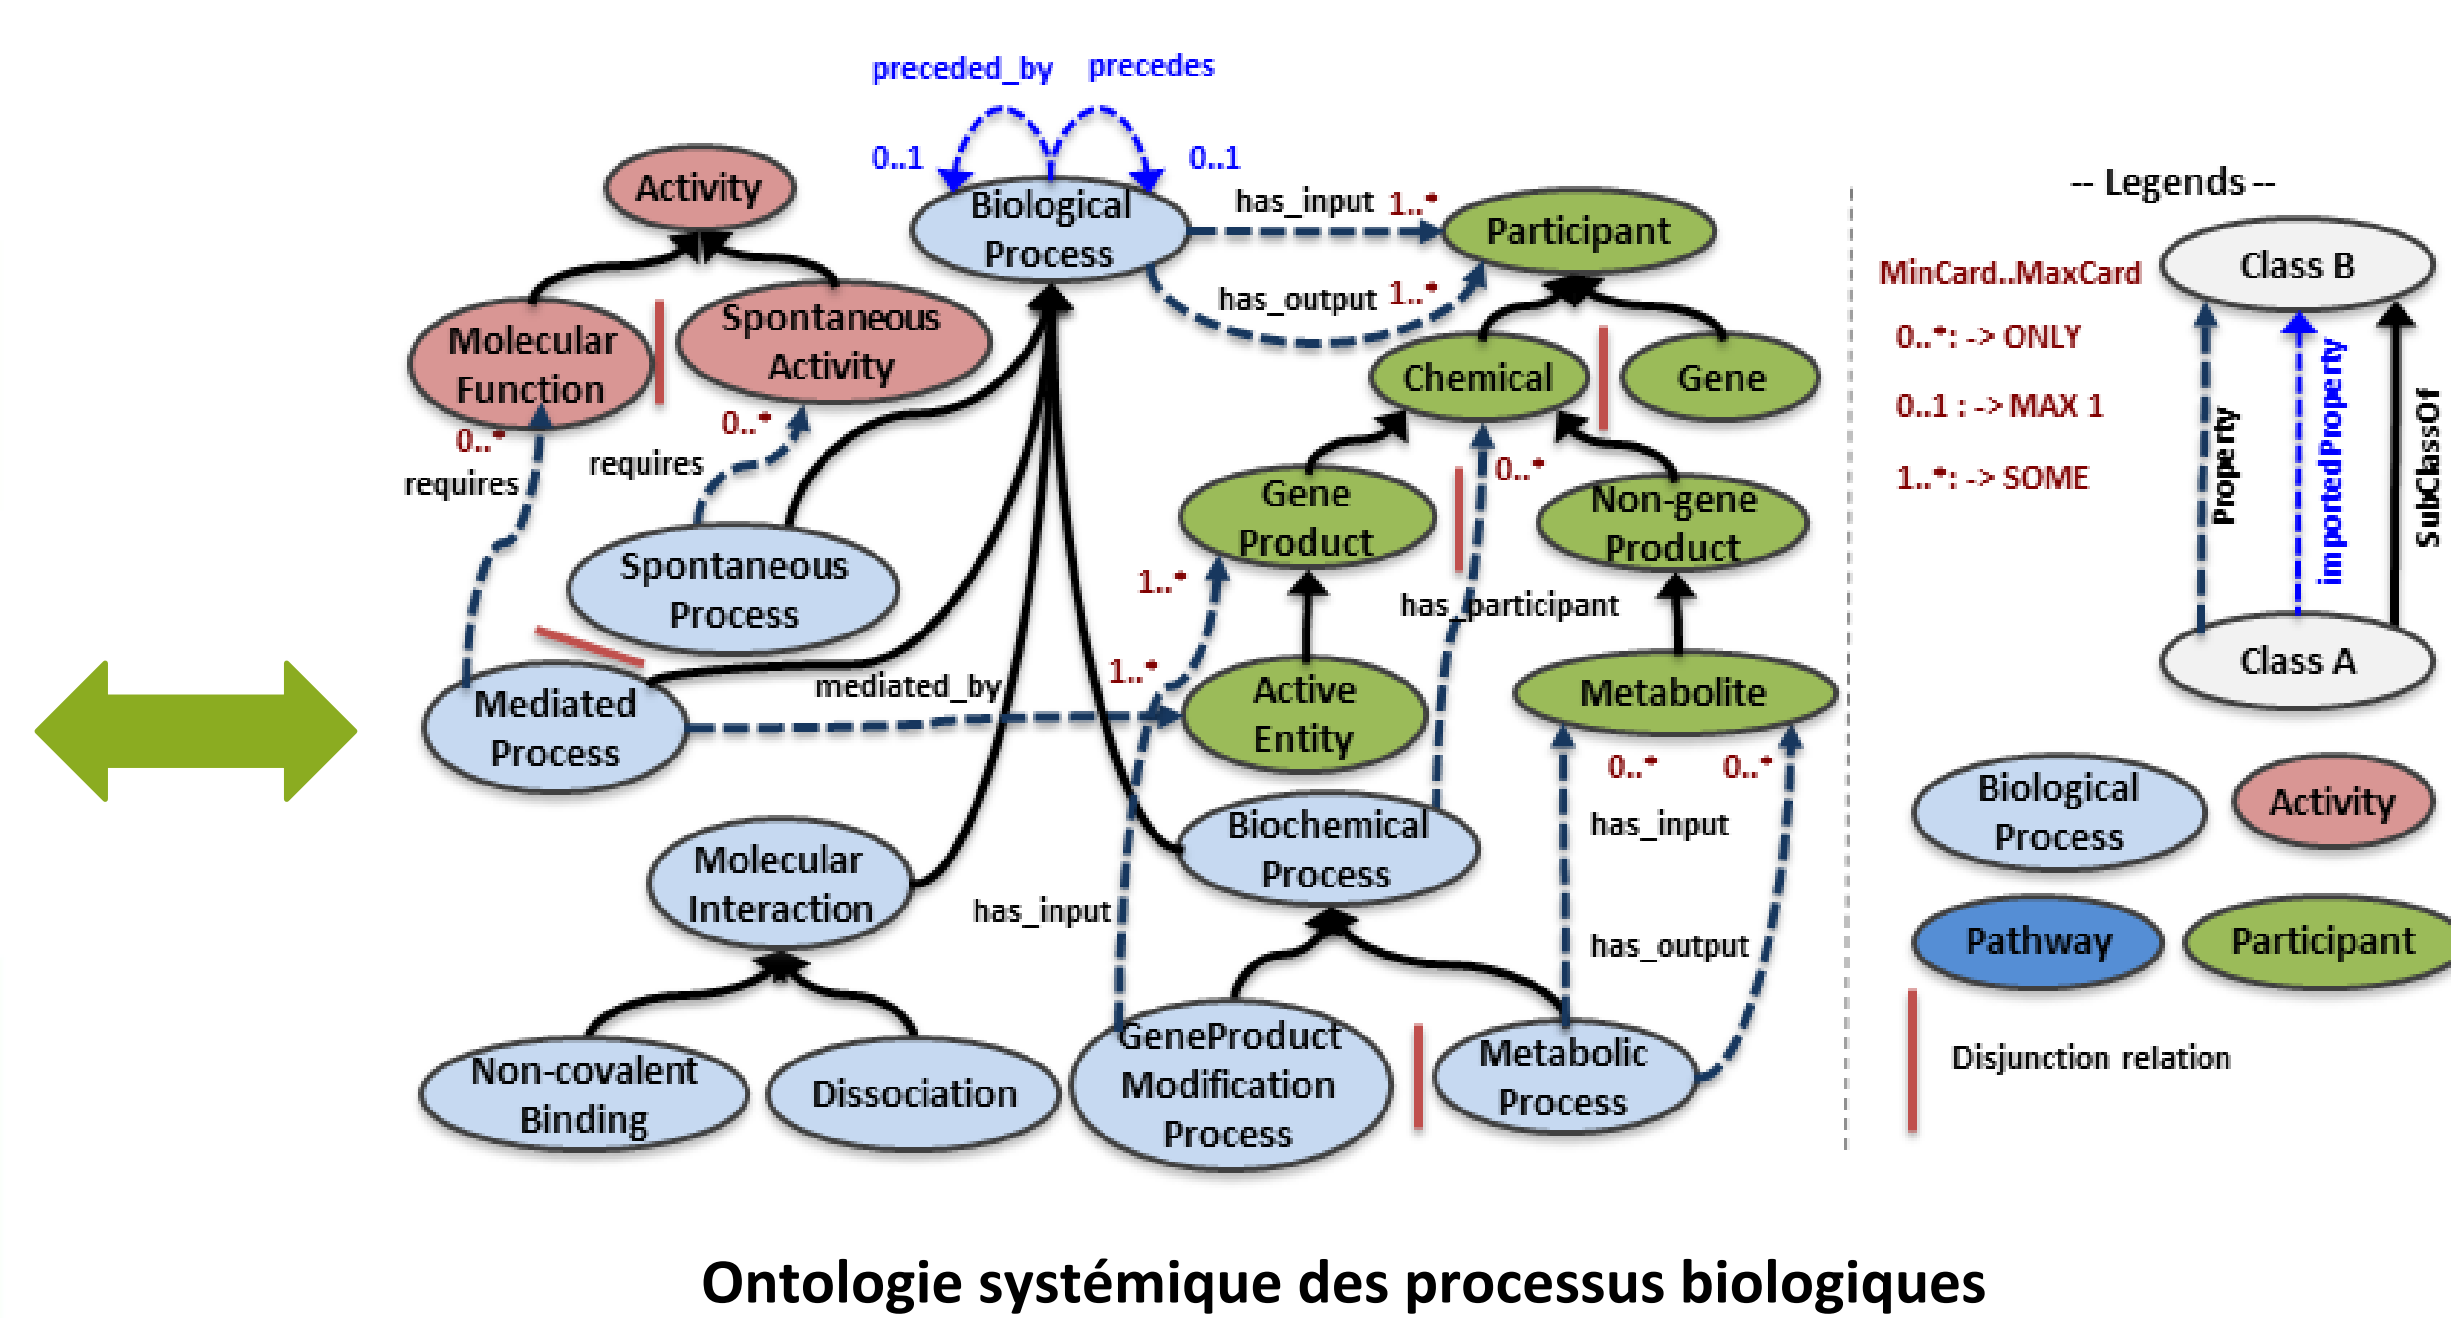 preceded_by precedes
0..1 0..1
Activity
Biological
Process
has_input 1..*
Participant
has_output 1..*
Molecular
Function
Spontaneous
Activity
Chemical
Gene
0..*
requires
0..*
requires
Gene
Product
0..*
Non-gene
Product
Spontaneous
Process
1..*
has_participant
1..*
mediated_by
Mediated
Process
Active
Entity
Metabolite
0..* 0..*
Molecular
Interaction
Biochemical
Process
has_input
has_input
has_output
Non-covalent
Binding
Dissociation
GeneProduct
Modification
Process
Metabolic
Process
-- Legends --
MinCard..MaxCard
0..*: -> ONLY
0..1 : -> MAX 1
1..*: -> SOME
Class B
Property
importedProperty
SubClassOf
Class A
Biological
Process
Activity
Pathway
Participant
Disjunction relation
Ontologie systémique des processus biologiques